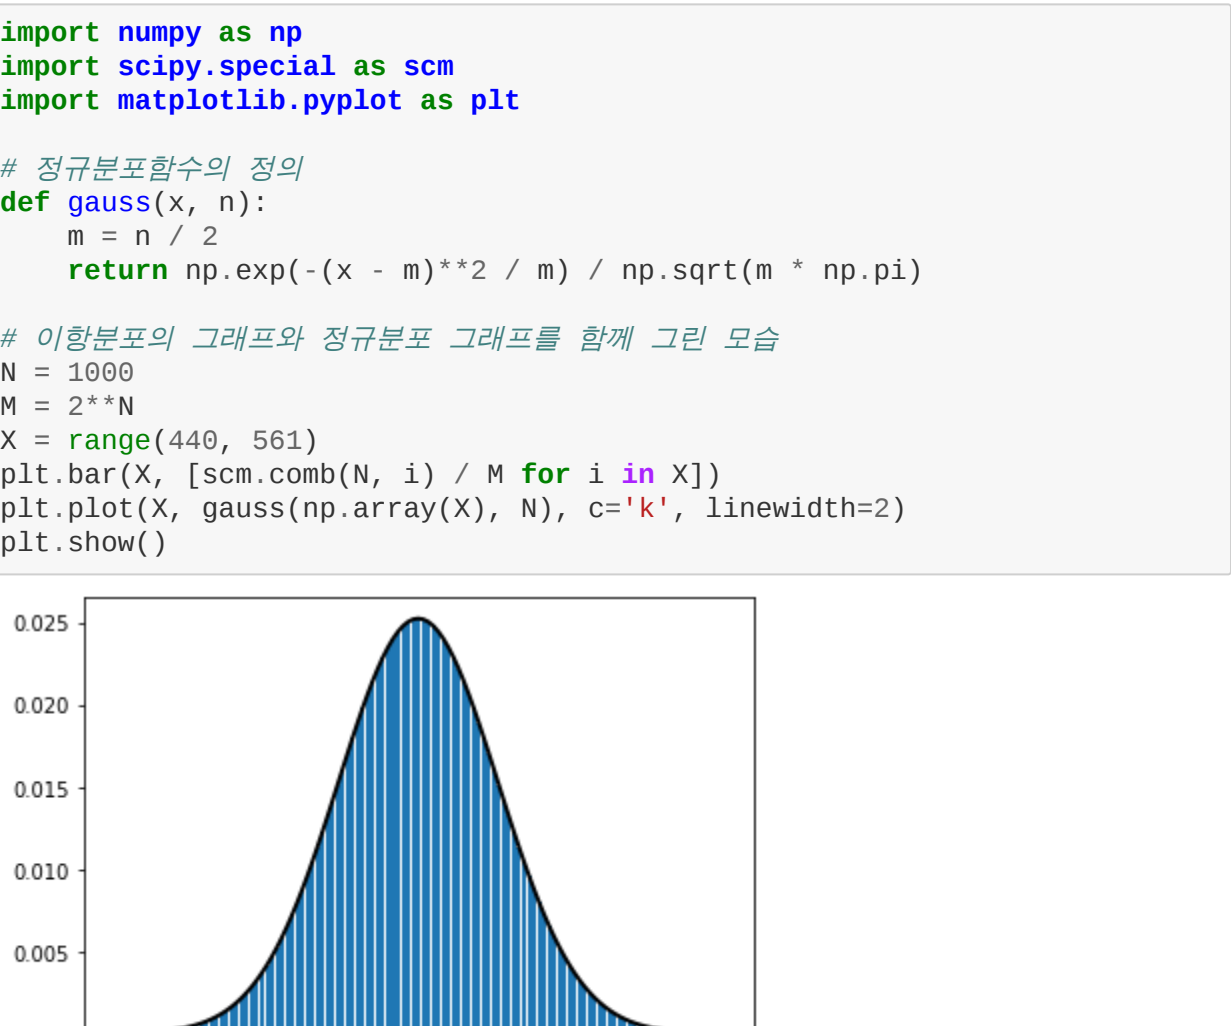 import numpy as np
import scipy.special as scm
import matplotlib.pyplot as plt
# 정규분포함수의 정의
def gauss(x, n):
    m = n / 2
    return np.exp(-(x - m)**2 / m) / np.sqrt(m * np.pi)
# 이항분포의 그래프와 정규분포 그래프를 함께 그린 모습
N = 1000
M = 2**N
X = range(440, 561)
plt.bar(X, [scm.comb(N, i) / M for i in X])
plt.plot(X, gauss(np.array(X), N), c='k', linewidth=2)
plt.show()
0.025
0.020
0.015
0.010
0.005